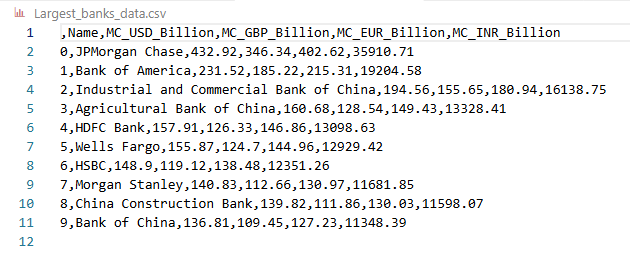 Largest_banks_data.csv
1 ,Name,MC_USD_Billion,MC_GBP_Billion,MC_EUR_Billion,MC_INR_Billion
2 0,JPMorgan Chase,432.92,346.34,402.62,35910.71
3 1,Bank of America,231.52,185.22,215.31,19204.58
4 2,Industrial and Commercial Bank of China,194.56,155.65,180.94,16138.75
5 3,Agricultural Bank of China,160.68,128.54,149.43,13328.41
6 4,HDFC Bank,157.91,126.33,146.86,13098.63
7 5,Wells Fargo,155.87,124.7,144.96,12929.42
8 6,HSBC,148.9,119.12,138.48,12351.26
9 7,Morgan Stanley,140.83,112.66,130.97,11681.85
10 8,China Construction Bank,139.82,111.86,130.03,11598.07
11 9,Bank of China,136.81,109.45,127.23,11348.39
12